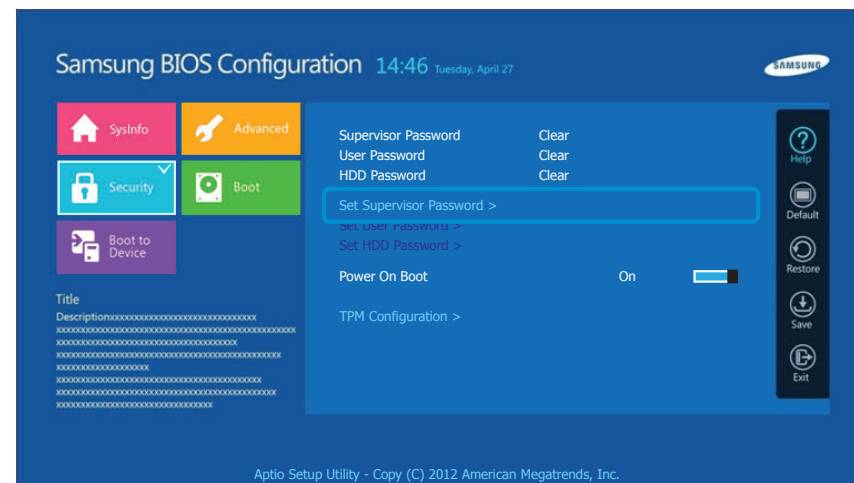 Samsung BIOS Configuration 14:46 Tuesday, April 27
SAMSUNG
SysInfo
Advanced
Security
Boot
Boot to
Device
Title
Descriptionxxxxxxxxxxxxxxxxxxxxxxxxxxxxx
Supervisor Password Clear
User Password Clear
HDD Password Clear
Set Supervisor Password >
Set User Password >
Set HDD Password >
Power On Boot On
TPM Configuration >
Help
Default
Restore
Save
Exit
Aptio Setup Utility - Copy (C) 2012 American Megatrends, Inc.